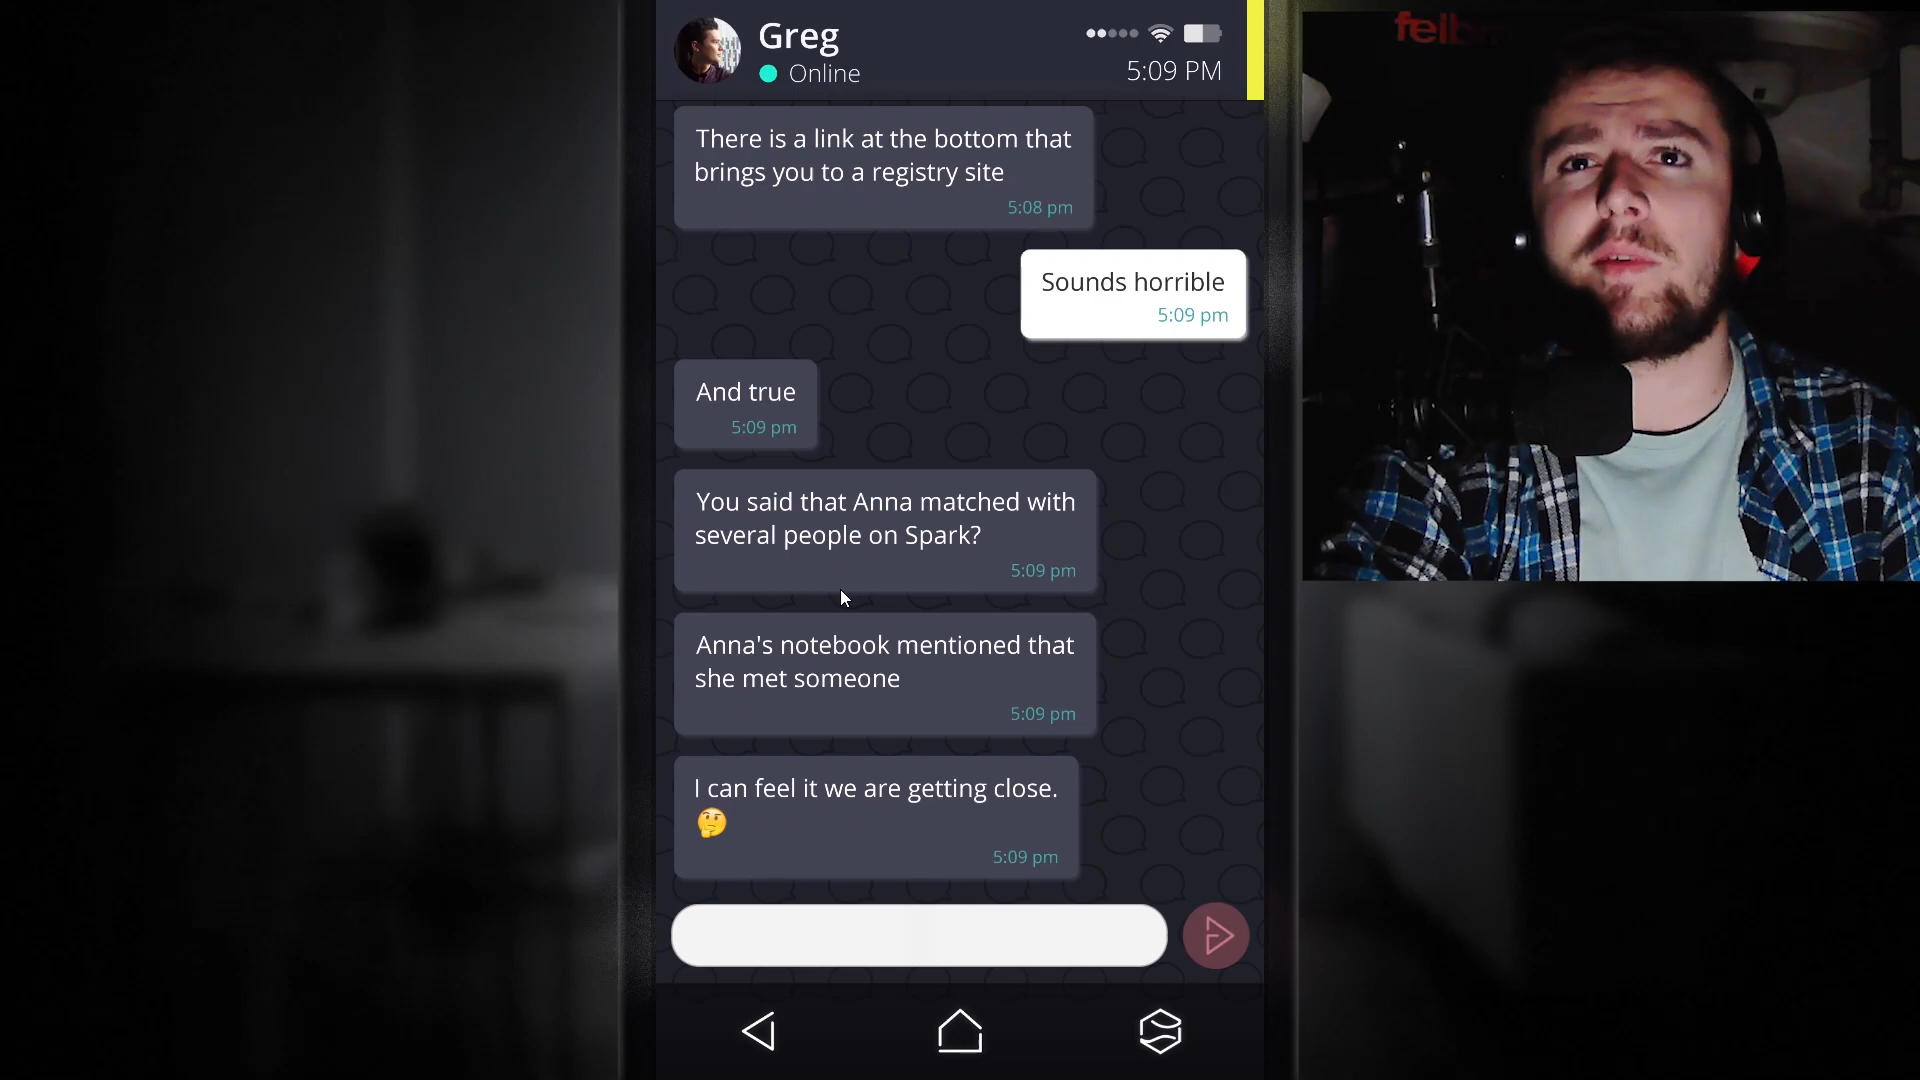 Greg
Online
5:09 PM
There is a link at the bottom that
brings you to a registry site
5:08 pm
Sounds horrible
5:09 pm
And true
5:09 pm
You said that Anna matched with
several people on Spark?
5:09 pm
Anna's notebook mentioned that
she met someone
5:09 pm
I can feel it we are getting close.
🤔
5:09 pm